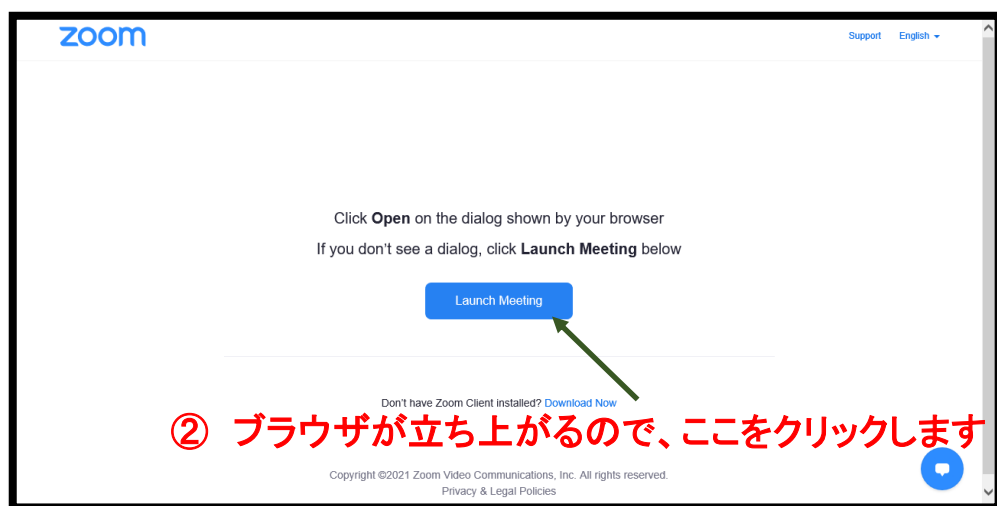 zoom
Support English
Click Open on the dialog shown by your browser
If you don't see a dialog, click Launch Meeting below
Launch Meeting
Don't have Zoom Client installed? Download Now
② ブラウザが立ち上がるので、ここをクリックします
Copyright ©2021 Zoom Video Communications, Inc. All rights reserved.
Privacy & Legal Policies